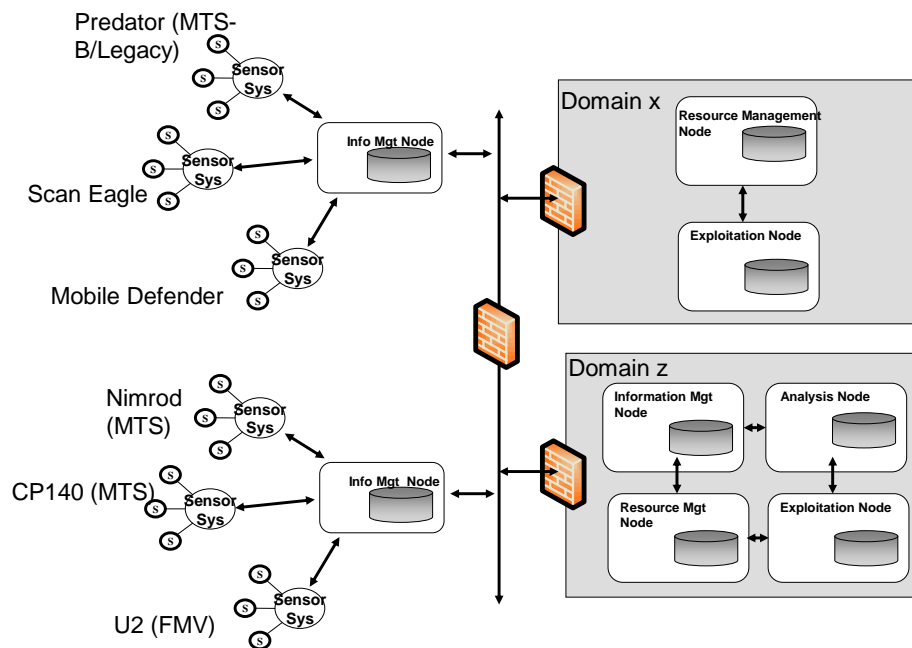 Predator (MTS-
B/Legacy)
S
S
S
Sensor
Sys
Scan Eagle
S
S
S
Sensor
Sys
Info Mgt Node
Mobile Defender
S
S
S
Sensor
Sys
Nimrod
(MTS)
S
S
S
Sensor
Sys
CP140 (MTS)
S
S
S
Sensor
Sys
Info Mgt Node
U2 (FMV)
S
S
S
Sensor
Sys
Domain x
Resource Management
Node
Exploitation Node
Domain z
Information Mgt
Node
Analysis Node
Resource Mgt
Node
Exploitation Node